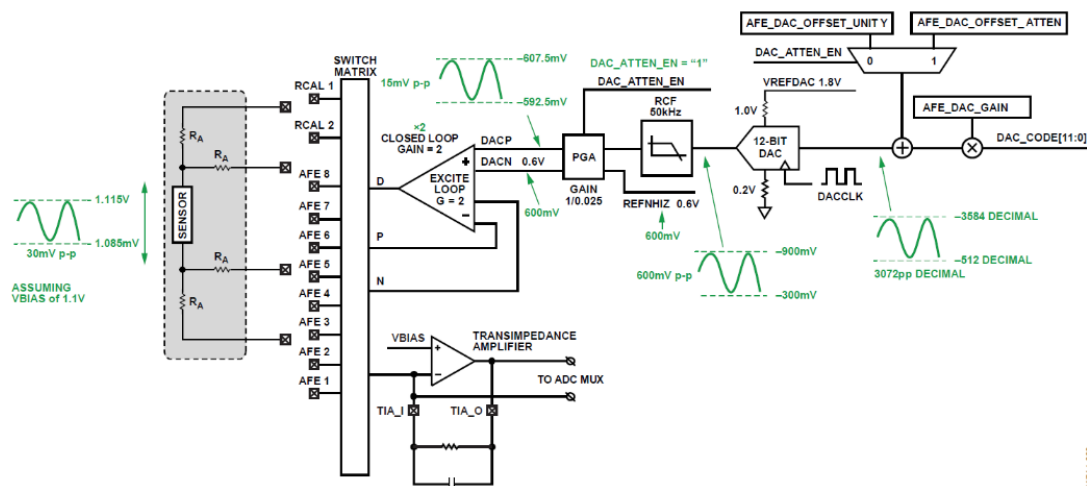 AFE_DAC_OFFSET_UNITY
AFE_DAC_OFFSET_ATTEN
DAC_ATTEN_EN
0
1
SWITCH
MATRIX
–607.5mV
15mV p-p
–592.5mV
DAC_ATTEN_EN = “1”
DAC_ATTEN_EN
RCF
50kHz
VREFDAC 1.8V
1.0V
12-BIT
DAC
0.2V
DACCLK
AFE_DAC_GAIN
DAC_CODE[11:0]
RCAL 1
RCAL 2
×2
CLOSED LOOP
GAIN = 2
DACP
DACN 0.6V
600mV
PGA
GAIN
1/0.025
REFNHIZ 0.6V
600mV
D
+
EXCITE
LOOP
G = 2
–
P
N
AFE 8
AFE 7
AFE 6
AFE 5
AFE 4
AFE 3
AFE 2
AFE 1
RA
RA
SENSOR
RA
RA
1.115V
1.085mV
30mV p-p
ASSUMING
VBIAS of 1.1V
–900mV
600mV p-p
–300mV
–3584 DECIMAL
–512 DECIMAL
3072pp DECIMAL
VBIAS
+
–
TRANSIMPEDANCE
AMPLIFIER
TO ADC MUX
TIA_I
TIA_O